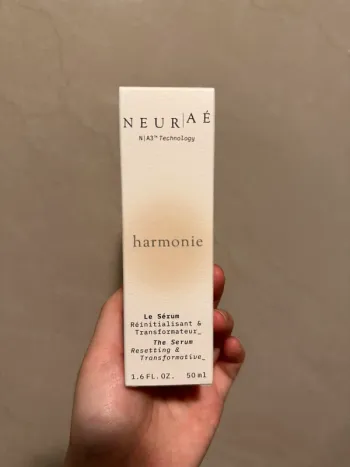 NEUR|AÉ
N|A3™ Technology
harmonie
Le Sérum
Réinitialisant &
Transformateur_
The Serum
Resetting &
Transformative_
1.6 FL. OZ. 50 ml